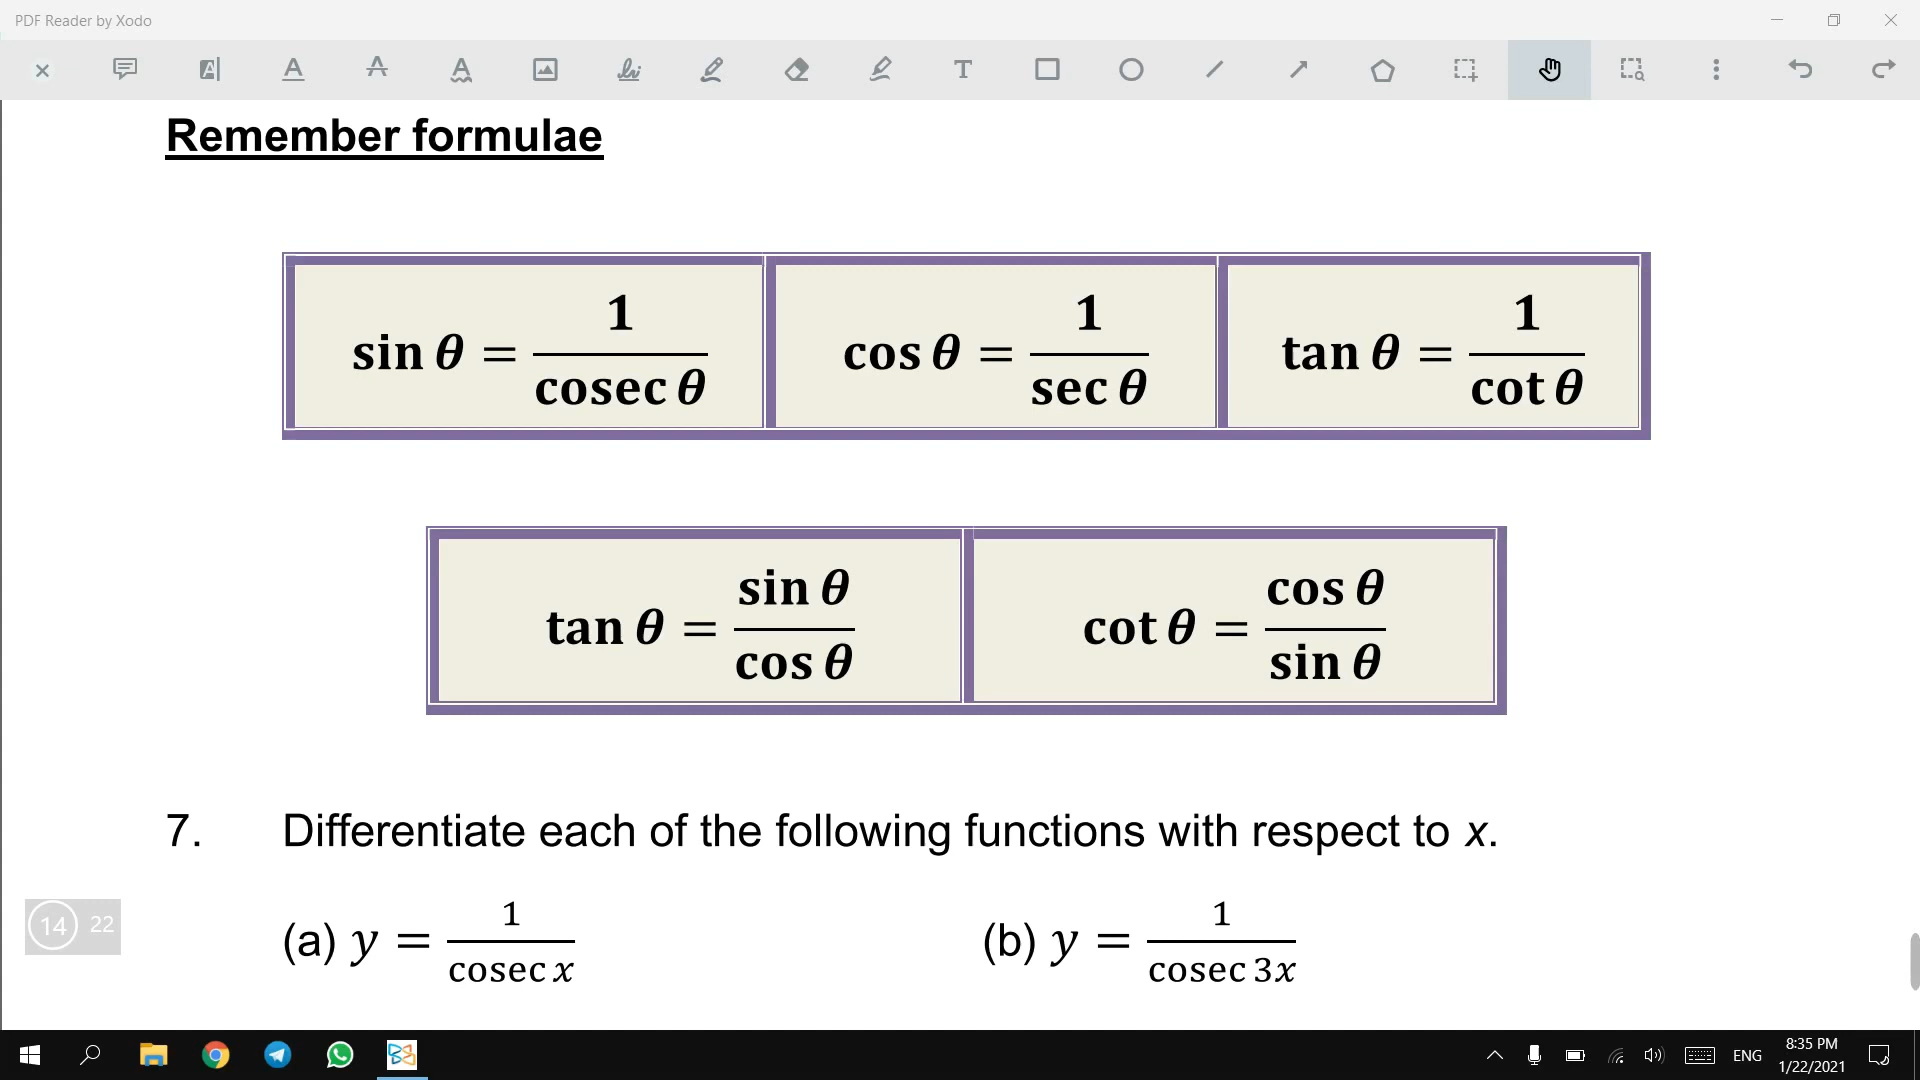 PDF Reader by Xodo
Remember formulae
sin θ = 1/cosec θ
cos θ = 1/sec θ
tan θ = 1/cot θ
tan θ = sin θ/cos θ
cot θ = cos θ/sin θ
7. Differentiate each of the following functions with respect to x.
(a) y = 1/cosec x
(b) y = 1/cosec 3x
14 22
ENG
8:35 PM
1/22/2021